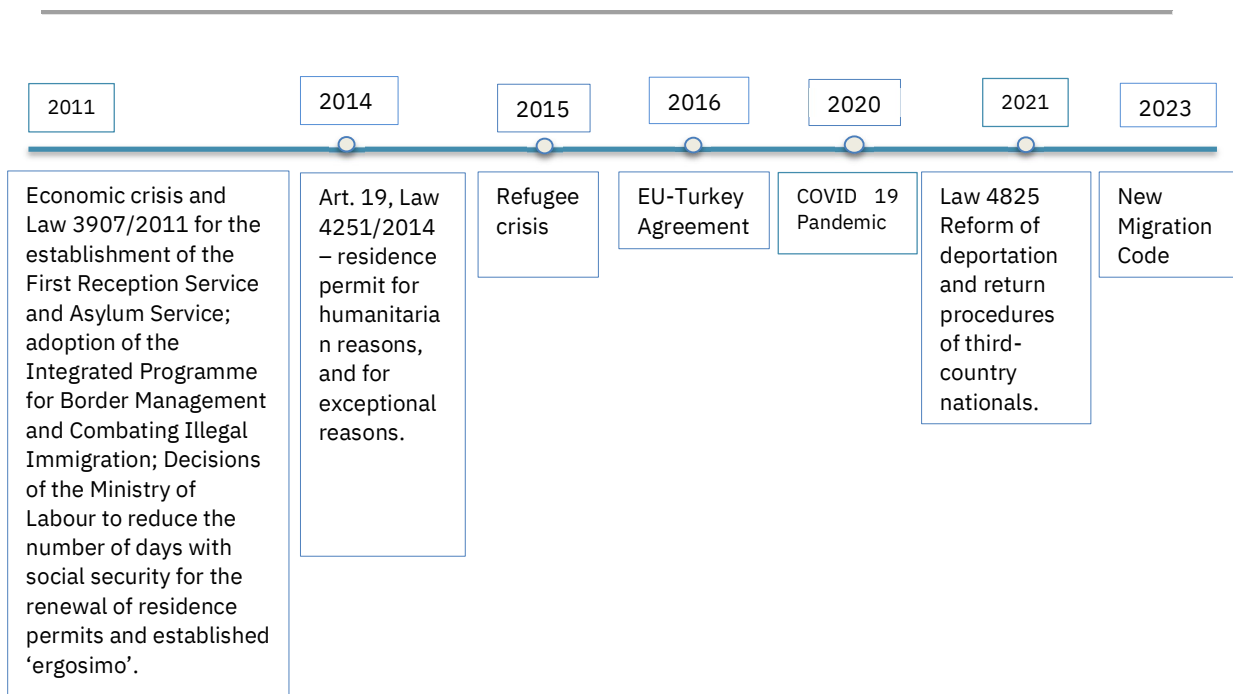 2011
2014
2015
2016
2020
2021
2023
Economic crisis and
Law 3907/2011 for the
establishment of the
First Reception Service
and Asylum Service;
adoption of the
Integrated Programme
for Border Management
and Combating Illegal
Immigration; Decisions
of the Ministry of
Labour to reduce the
number of days with
social security for the
renewal of residence
permits and established
‘ergosimo’.
Art. 19, Law
4251/2014
– residence
permit for
humanitaria
n reasons,
and for
exceptional
reasons.
Refugee
crisis
EU-Turkey
Agreement
COVID 19
Pandemic
Law 4825
Reform of
deportation
and return
procedures
of third-
country
nationals.
New
Migration
Code